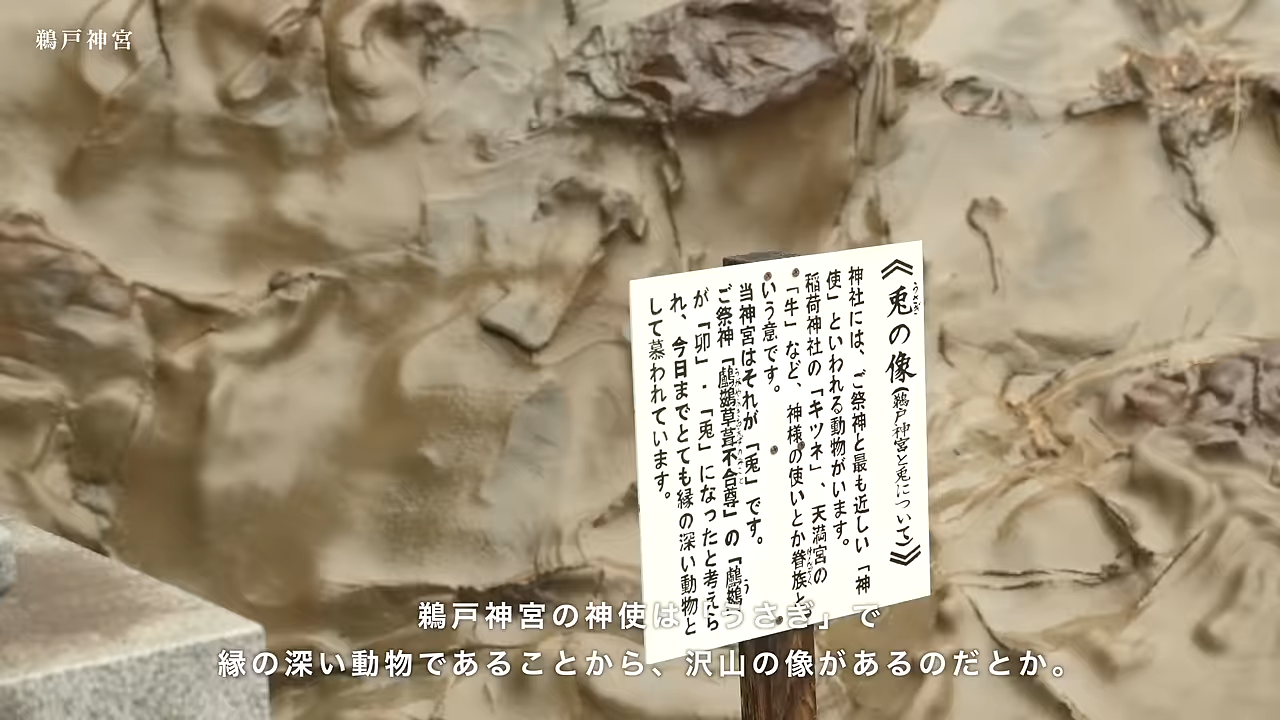 鵜戸神宮
《兎の像(鵜戸神宮と兎について)》
うさぎ
神社には、ご祭神と最も近しい「神
使」といわれる動物がいます。
稲荷神社の「キツネ」、天満宮の
「牛」など、神様の使いとか眷族と
けんぞく
いう意です。
当神宮はそれが「兎」です。
ご祭神「鸕鷀草葺不合尊」の「鸕鷀
う
が「卯」・「兎」になったと考えら
れ、今日までとても縁の深い動物と
して慕われています。
鵜戸神宮の神使は「うさぎ」で
縁の深い動物であることから、沢山の像があるのだとか。